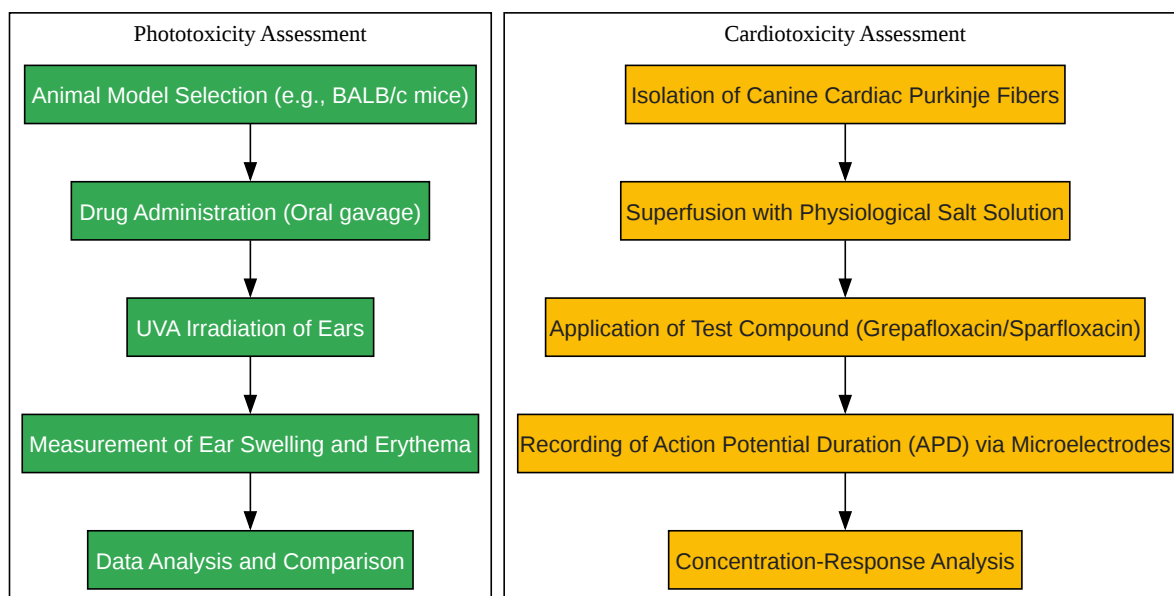 Phototoxicity Assessment
Animal Model Selection (e.g., BALB/c mice)
Drug Administration (Oral gavage)
UVA Irradiation of Ears
Measurement of Ear Swelling and Erythema
Data Analysis and Comparison
Cardiotoxicity Assessment
Isolation of Canine Cardiac Purkinje Fibers
Superfusion with Physiological Salt Solution
Application of Test Compound (Grepafloxacin/Sparfloxacin)
Recording of Action Potential Duration (APD) via Microelectrodes
Concentration-Response Analysis